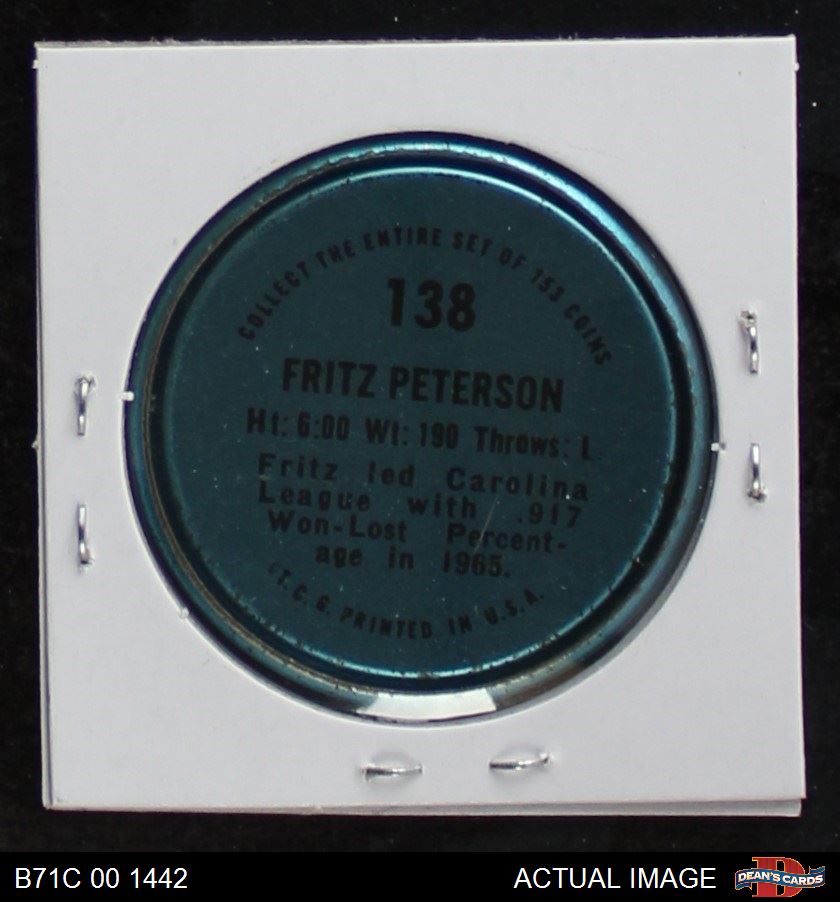 COLLECT THE ENTIRE SET OF 153 COINS
138
FRITZ PETERSON
Ht: 6:00 Wt: 190 Throws: L
Fritz led Carolina
League with .917
Won-Lost Percent-
age in 1965.
©T.C.G. PRINTED IN U.S.A.
B71C 00 1442
ACTUAL IMAGE
DEAN'S CARDS